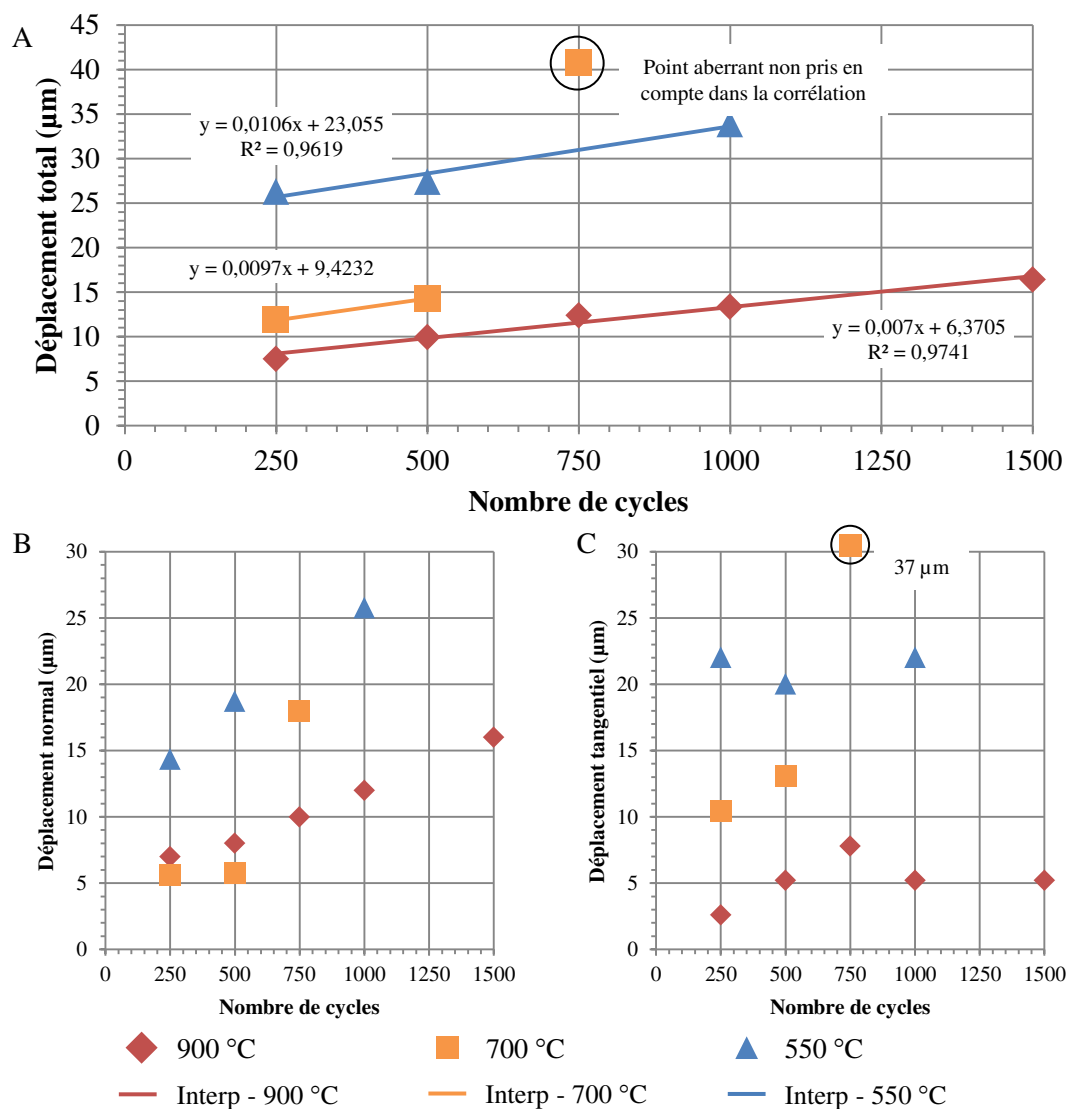 A
Déplacement total (µm)
45
40
35
30
25
20
15
10
5
0
Point aberrant non pris en
compte dans la corrélation
y = 0,0106x + 23,055
R² = 0,9619
y = 0,0097x + 9,4232
y = 0,007x + 6,3705
R² = 0,9741
0 250 500 750 1000 1250 1500
Nombre de cycles
B
Déplacement normal (µm)
30
25
20
15
10
5
0
0 250 500 750 1000 1250 1500
Nombre de cycles
C
Déplacement tangentiel (µm)
30
25
20
15
10
5
0
37 µm
0 250 500 750 1000 1250 1500
Nombre de cycles
900 °C 700 °C 550 °C
Interp - 900 °C Interp - 700 °C Interp - 550 °C